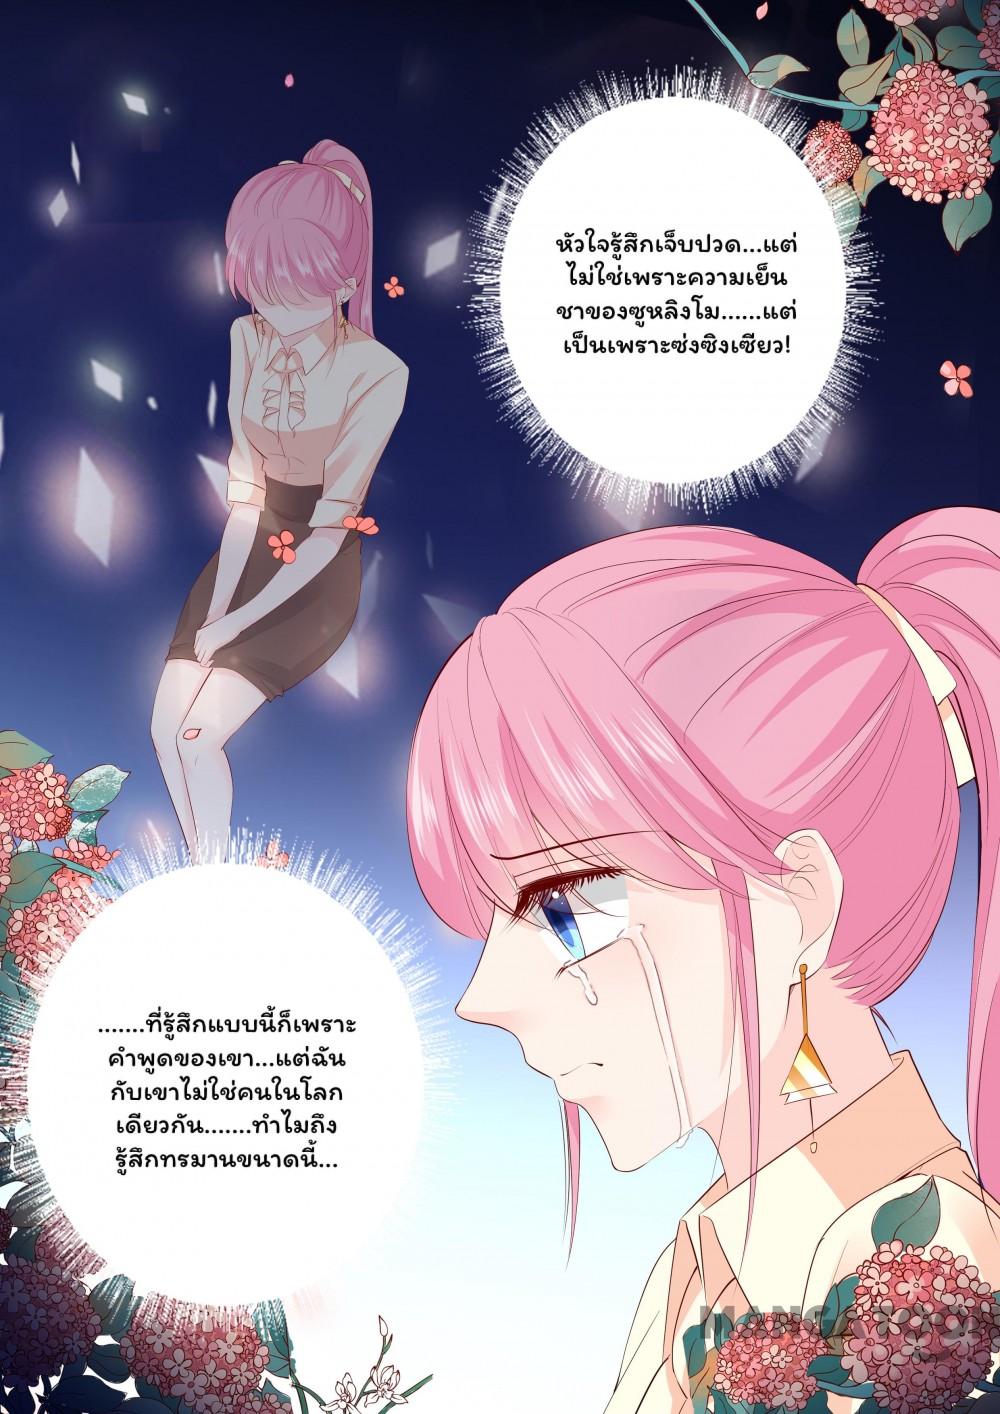 หัวใจรู้สึกเจ็บปวด...แต่
ไม่ใช่เพราะความเย็น
ชาของซูหลิงโม......แต่
เป็นเพราะซ่งซิงเซียว!
.......ที่รู้สึกแบบนี้ก็เพราะ
คำพูดของเขา...แต่ฉัน
กับเขาไม่ใช่คนในโลก
เดียวกัน.......ทำไมถึง
รู้สึกทรมานขนาดนี้...
MANGATOON